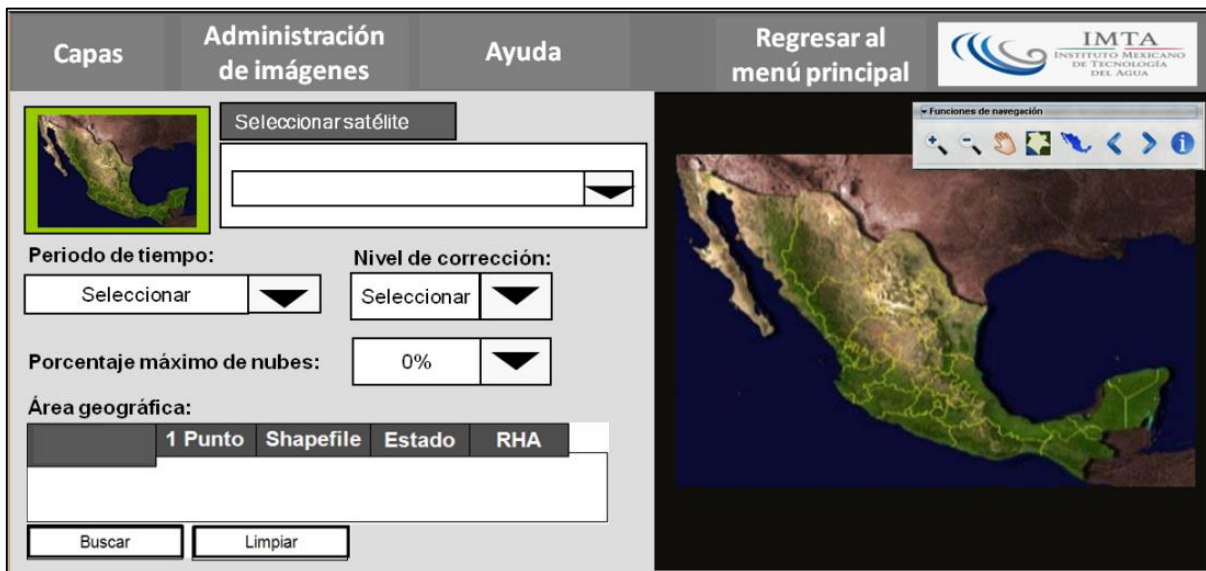 Capas
Administración
de imágenes
Ayuda
Regresar al
menú principal
IMTA
INSTITUTO MEXICANO
DE TECNOLOGÍA
DEL AGUA
Seleccionar satélite
Funciones de navegación
Periodo de tiempo:
Nivel de corrección:
Seleccionar
Seleccionar
Porcentaje máximo de nubes:
0%
Área geográfica:
1 Punto Shapefile Estado RHA
Buscar
Limpiar